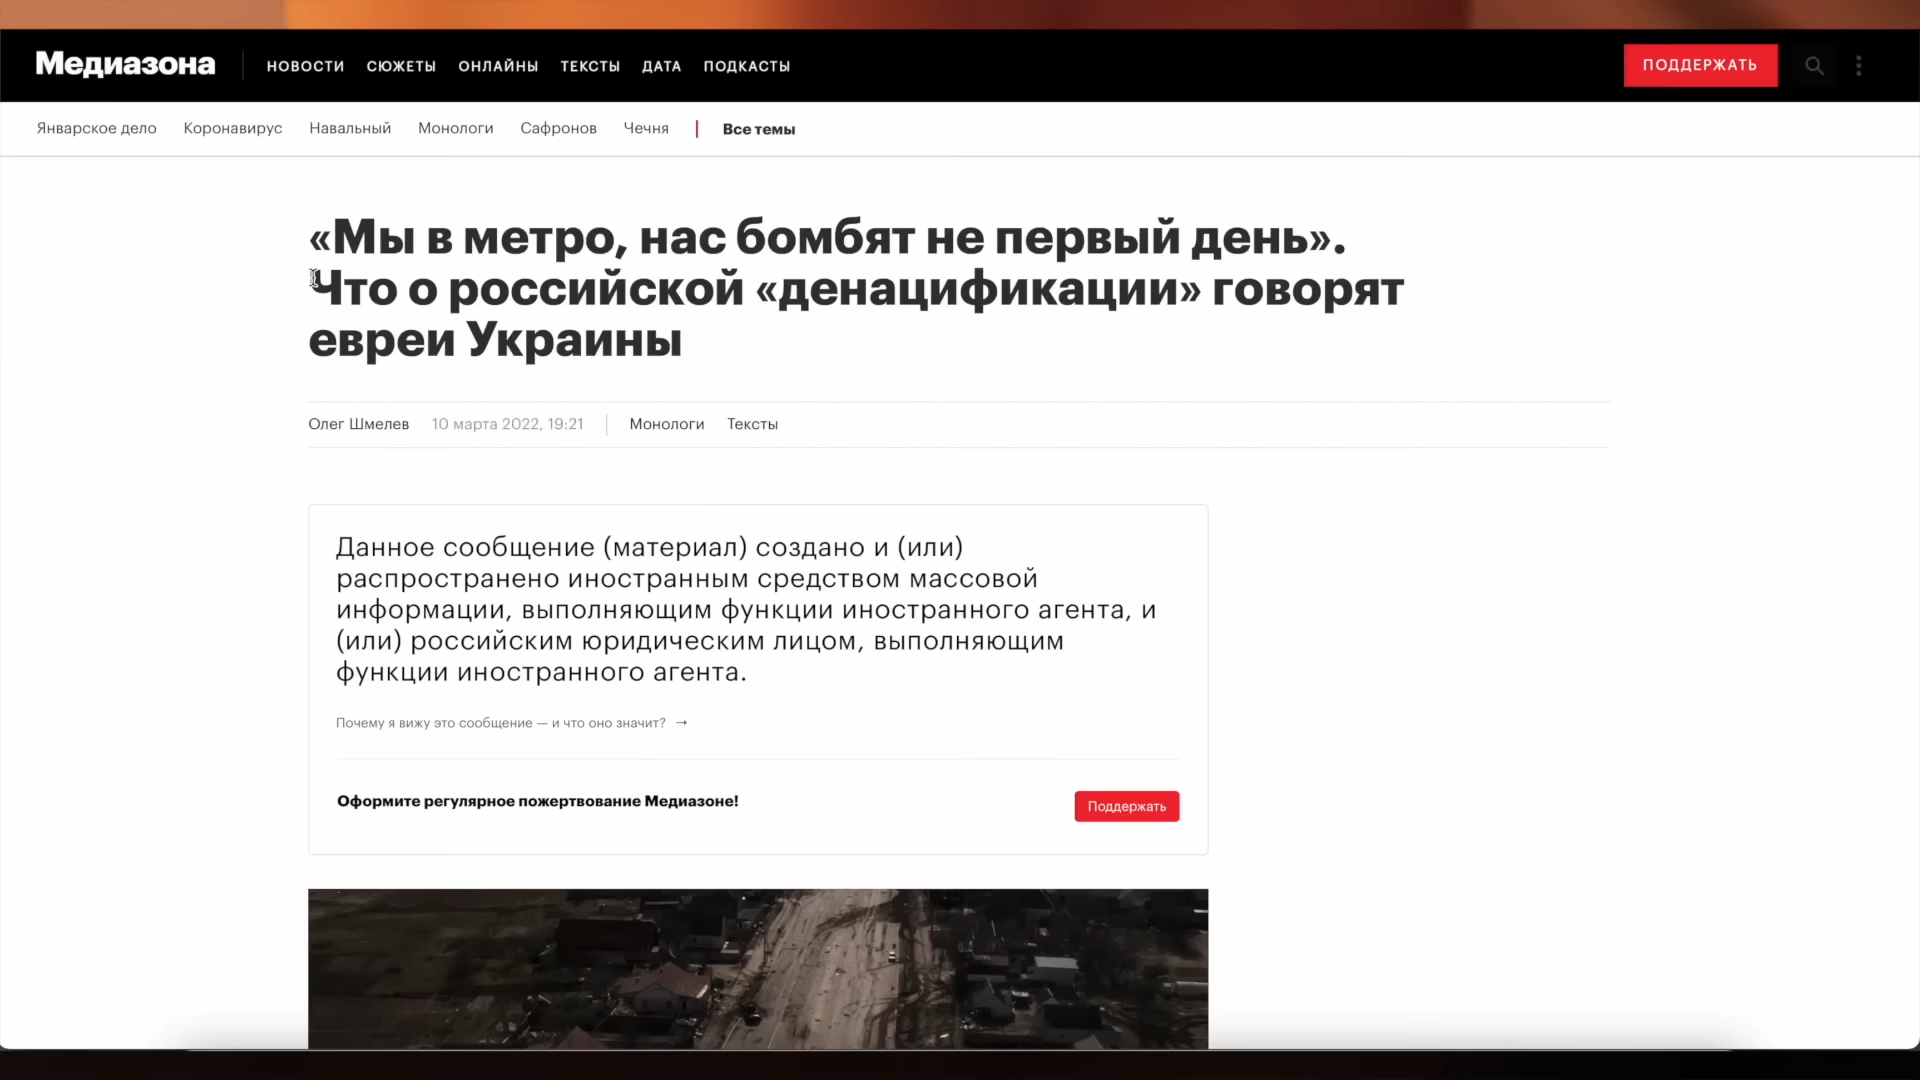 Медиазона
НОВОСТИ СЮЖЕТЫ ОНЛАЙНЫ ТЕКСТЫ ДАТА ПОДКАСТЫ
ПОДДЕРЖАТЬ
Январское дело Коронавирус Навальный Монологи Сафронов Чечня | Все темы
«Мы в метро, нас бомбят не первый день».
Что о российской «денацификации» говорят
евреи Украины
Олег Шмелев 10 марта 2022, 19:21 Монологи Тексты
Данное сообщение (материал) создано и (или)
распространено иностранным средством массовой
информации, выполняющим функции иностранного агента, и
(или) российским юридическим лицом, выполняющим
функции иностранного агента.
Почему я вижу это сообщение — и что оно значит? →
Оформите регулярное пожертвование Медиазоне!
Поддержать